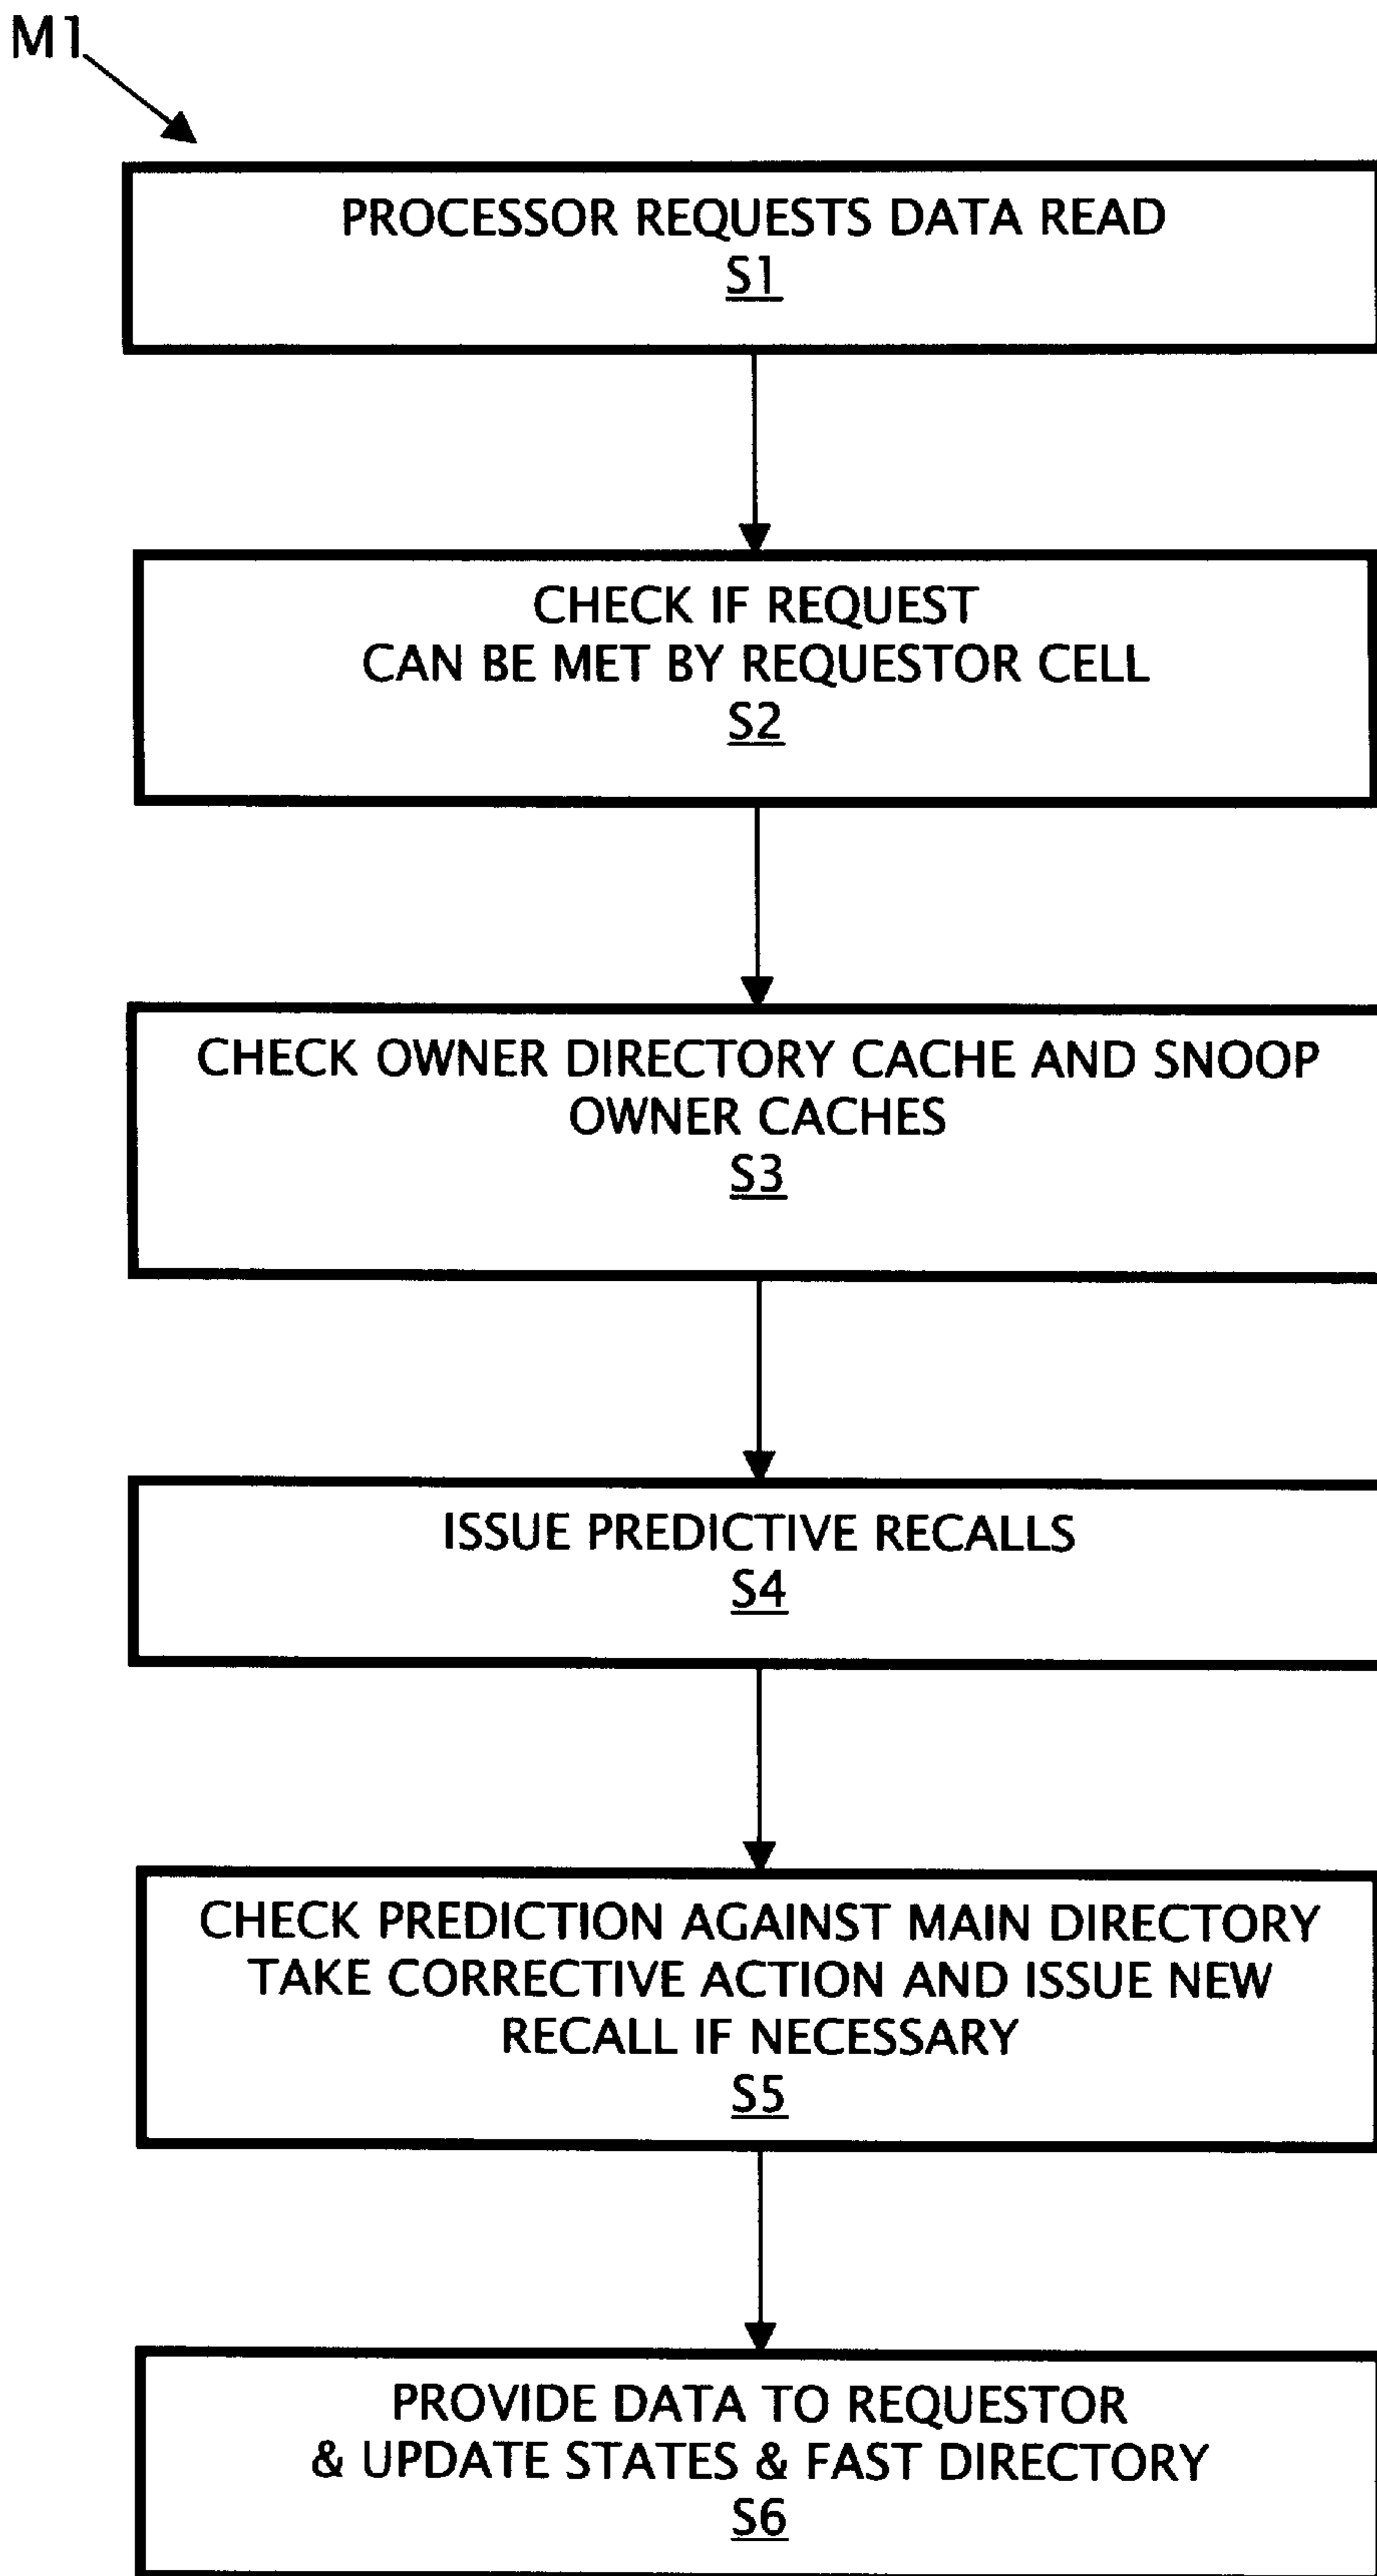 M1
PROCESSOR REQUESTS DATA READ
S1
CHECK IF REQUEST
CAN BE MET BY REQUESTOR CELL
S2
CHECK OWNER DIRECTORY CACHE AND SNOOP
OWNER CACHES
S3
ISSUE PREDICTIVE RECALLS
S4
CHECK PREDICTION AGAINST MAIN DIRECTORY
TAKE CORRECTIVE ACTION AND ISSUE NEW
RECALL IF NECESSARY
S5
PROVIDE DATA TO REQUESTOR
& UPDATE STATES & FAST DIRECTORY
S6